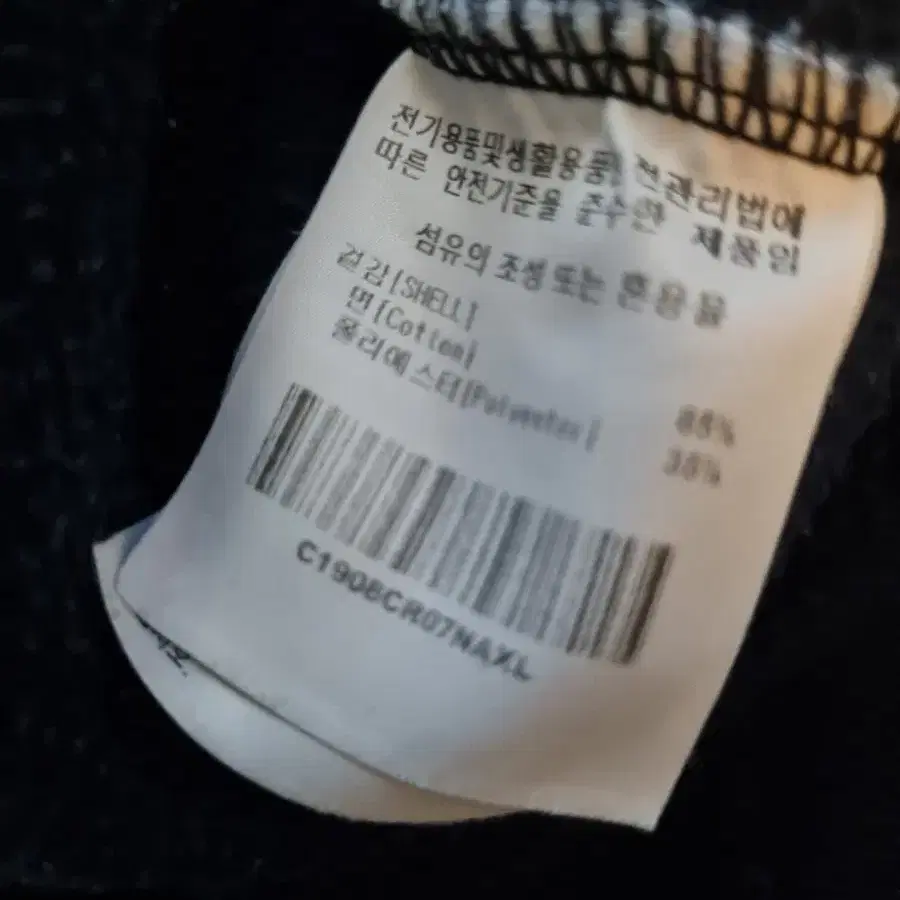 전기용품및생활용품 안전관리법에
따른 안전기준을 준수한 제품임
섬유의 조성 또는 혼용율
겉감[SHELL]
면[Cotton]
폴리에스터[Polyester]
C1908CR07NAXL